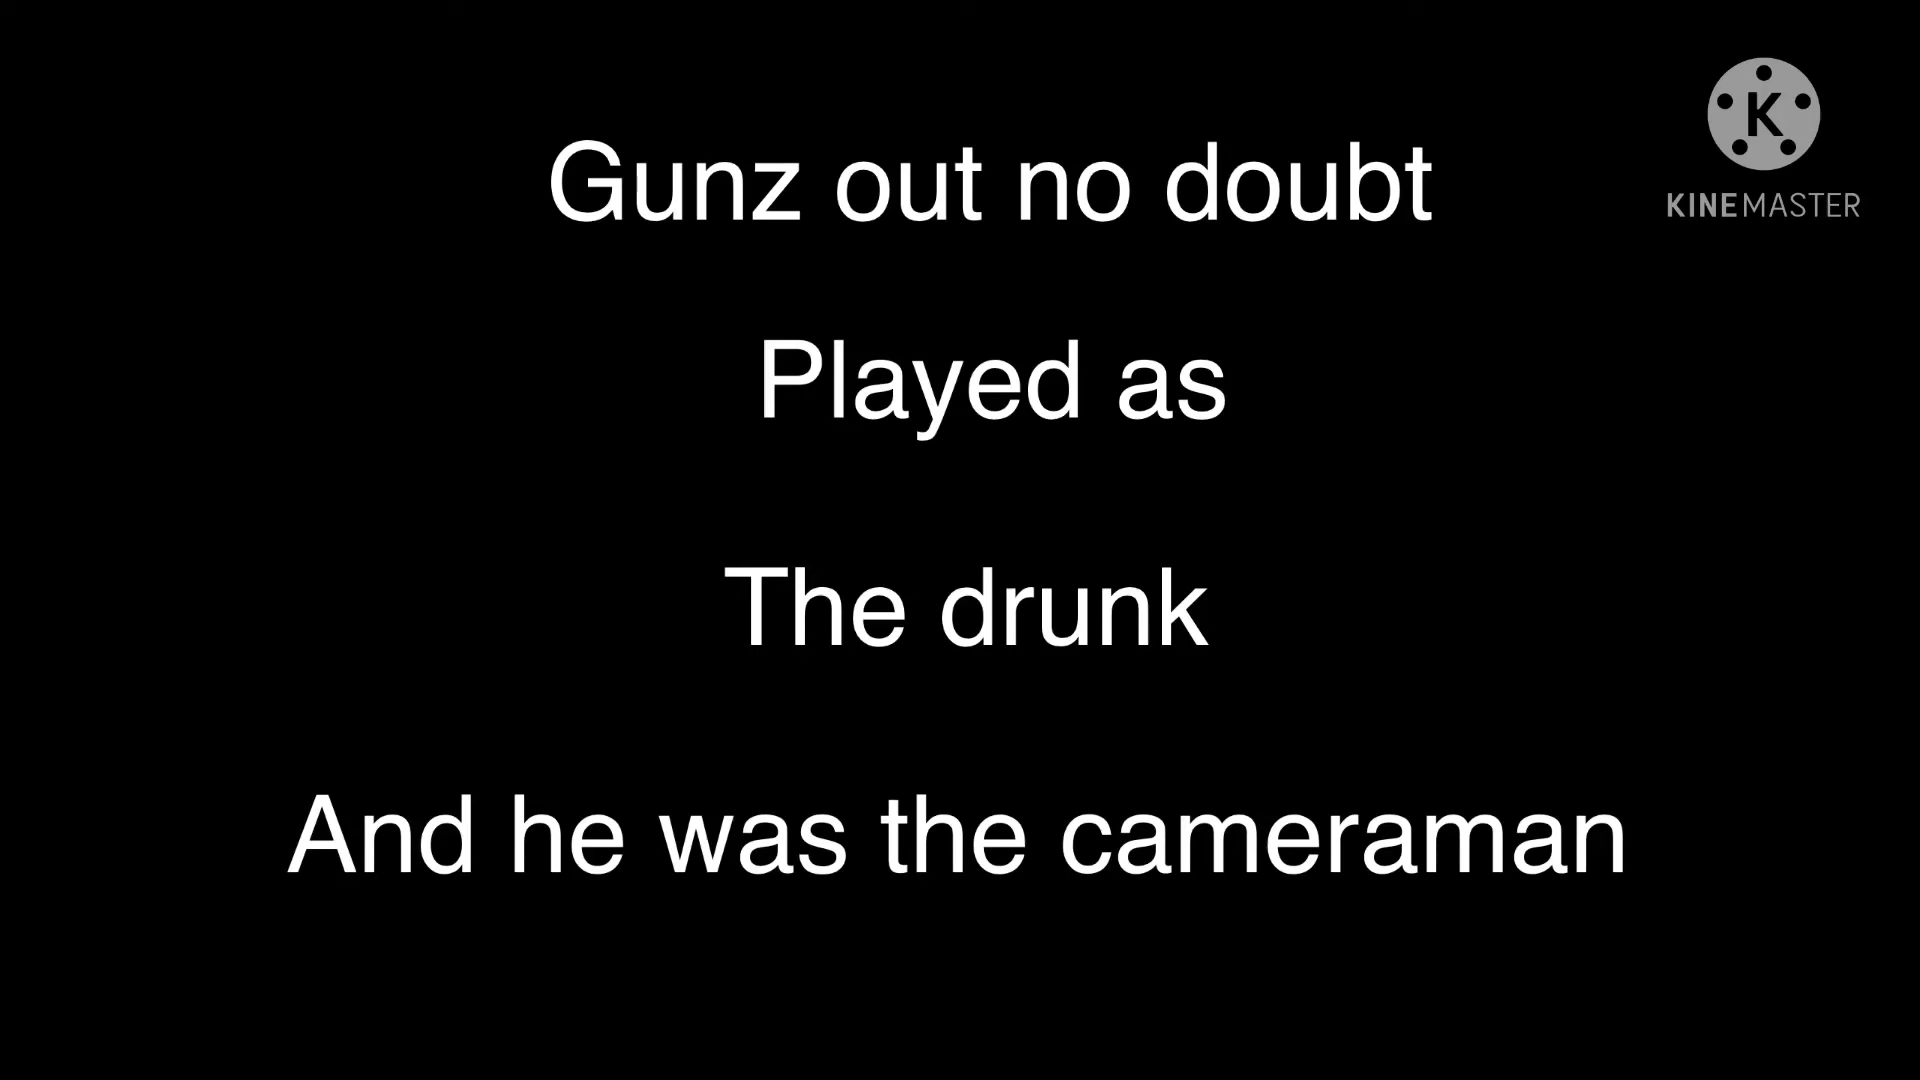 Gunz out no doubt
K
KINEMASTER
Played as
The drunk
And he was the cameraman